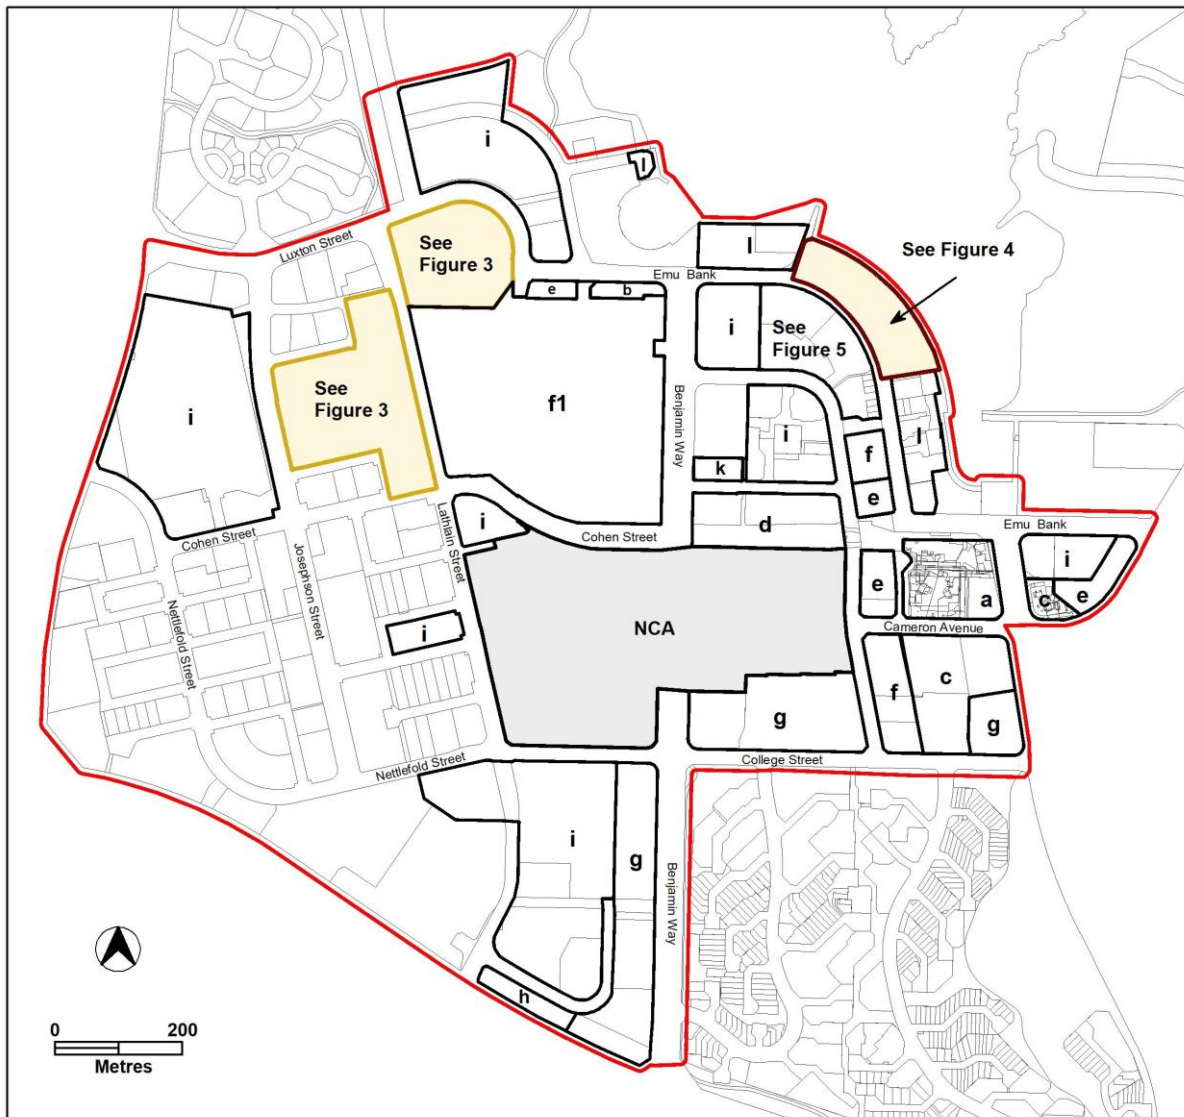 i
l
Luxton Street
See
Figure 3
l
See Figure 4
Emu Bank
e
b
i
See
Figure 5
See
Figure 3
i
f1
Benjamin Way
i
l
f
k
e
Lathlain Street
i
Cohen Street
d
Emu Bank
Cohen Street
Josephson Street
i
e
a
c
e
Nettlefold Street
i
NCA
Cameron Avenue
f
c
g
g
Nettlefold Street
College Street
i
g
Benjamin Way
h
0 200
Metres